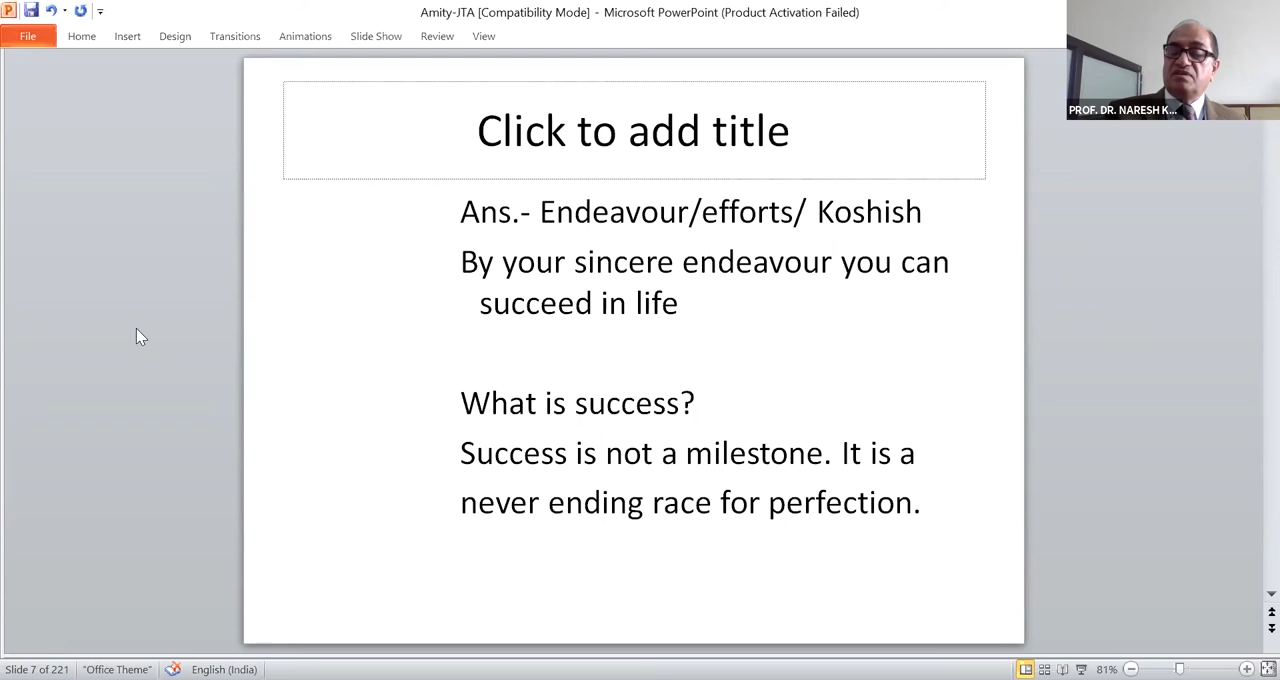 Amity-JTA [Compatibility Mode] - Microsoft PowerPoint (Product Activation Failed)
File Home Insert Design Transitions Animations Slide Show Review View
PROF. DR. NARESH K...
Click to add title
Ans.- Endeavour/efforts/ Koshish
By your sincere endeavour you can
succeed in life
What is success?
Success is not a milestone. It is a
never ending race for perfection.
Slide 7 of 221 "Office Theme" English (India) 81%